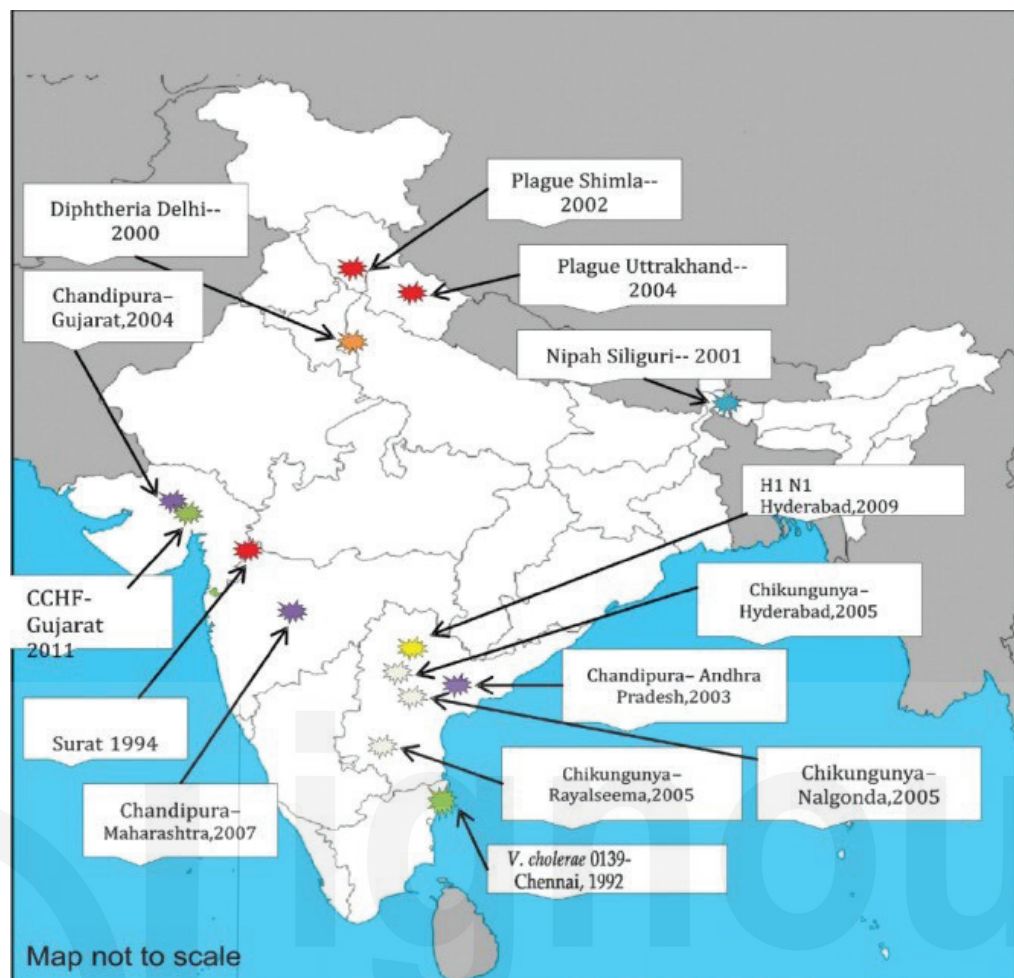 Plague Shimla--
2002
Diphtheria Delhi--
2000
Plague Uttrakhand--
2004
Chandipura–
Gujarat,2004
Nipah Siliguri-- 2001
H1 N1
Hyderabad,2009
CCHF-
Gujarat
2011
Chikungunya–
Hyderabad,2005
Chandipura– Andhra
Pradesh,2003
Surat 1994
Chikungunya–
Rayalseema,2005
Chikungunya–
Nalgonda,2005
Chandipura–
Maharashtra,2007
V. cholerae 0139-
Chennai, 1992
ignou
Map not to scale